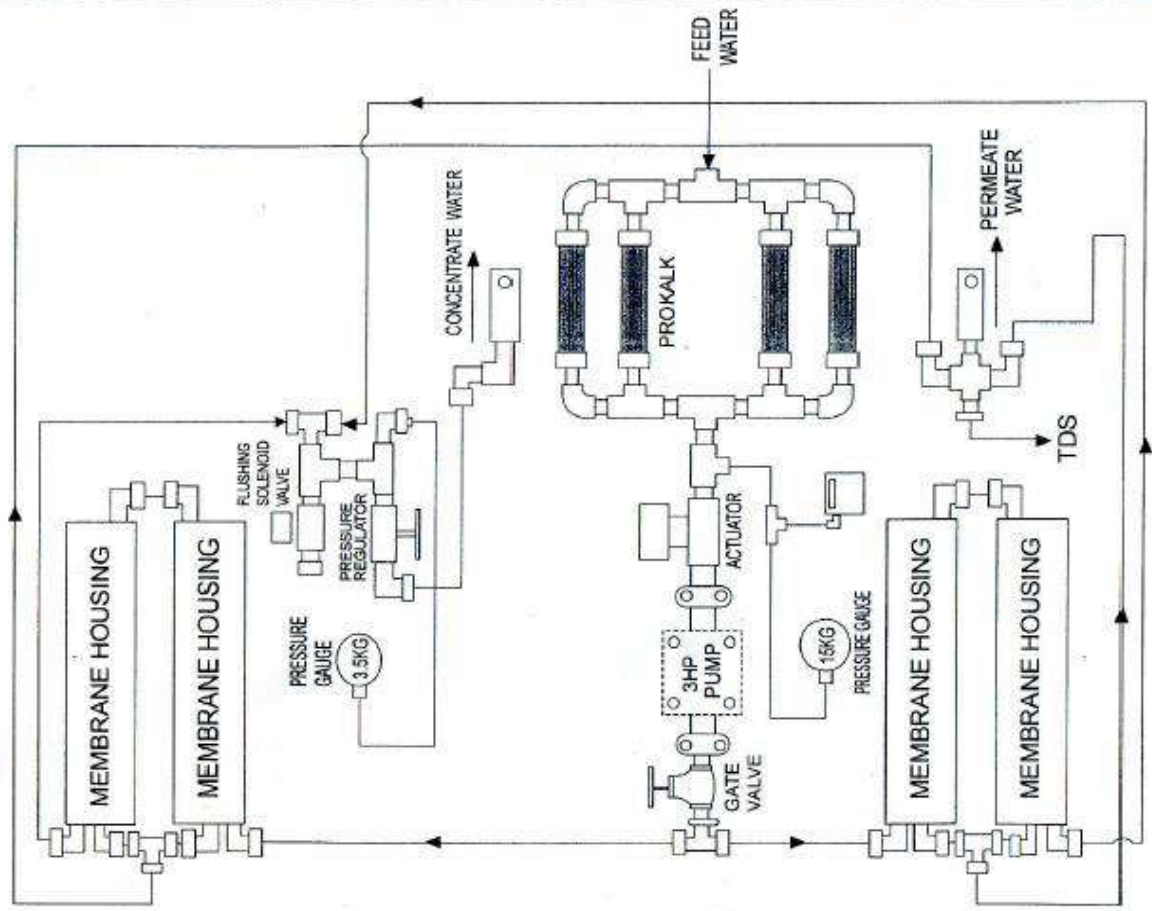 FEED
WATER
CONCENTRATE WATER
PROKALK
PERMEATE
WATER
TDS
FLUSHING
SOLENOID
VALVE
PRESSURE
REGULATOR
PRESSURE
GAUGE
3.5KG
MEMBRANE HOUSING
MEMBRANE HOUSING
ACTUATOR
3HP
PUMP
GATE
VALVE
15KG
PRESSURE GAUGE
MEMBRANE HOUSING
MEMBRANE HOUSING